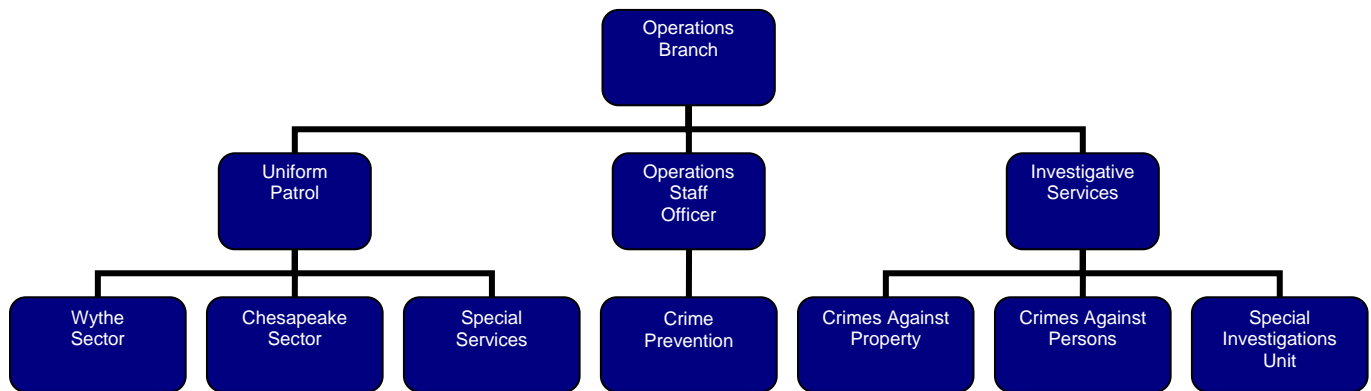 Operations
Branch
Uniform
Patrol
Operations
Staff
Officer
Investigative
Services
Wythe
Sector
Chesapeake
Sector
Special
Services
Crime
Prevention
Crimes Against
Property
Crimes Against
Persons
Special
Investigations
Unit